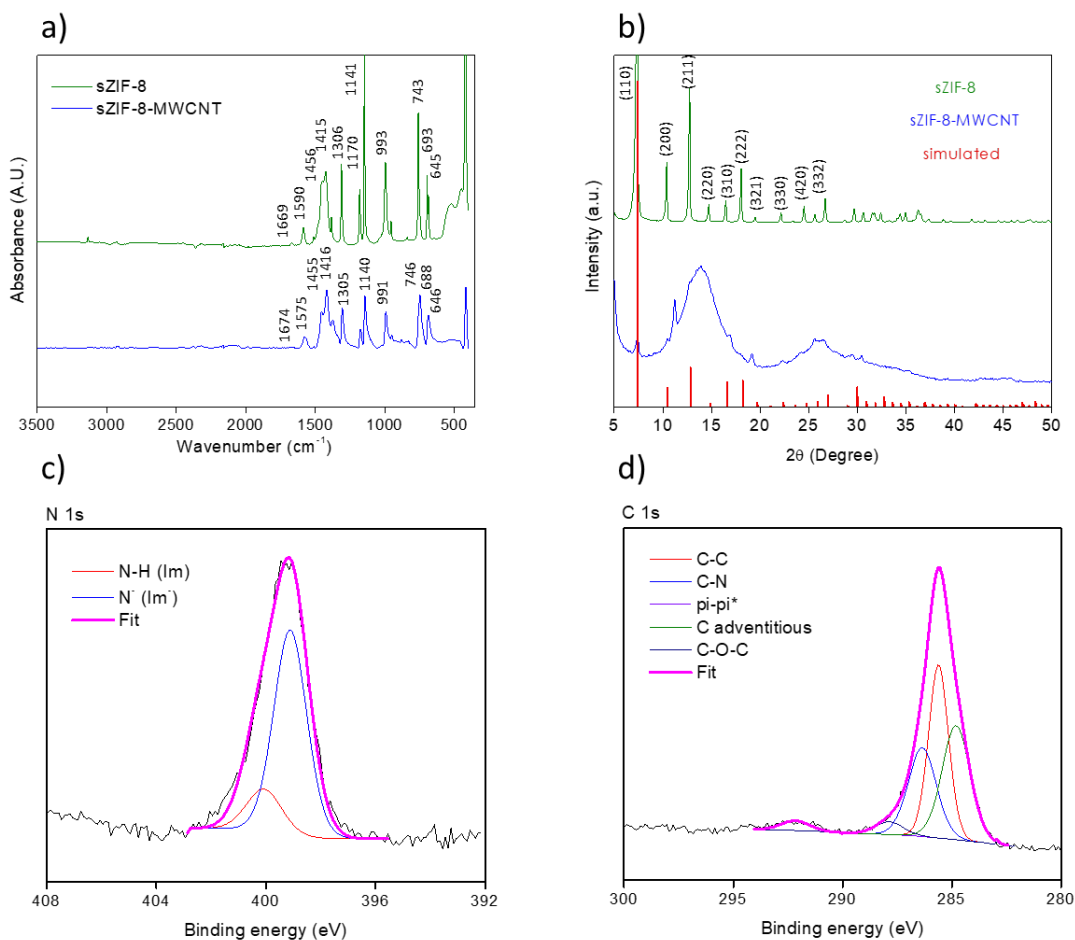 a)
sZIF-8
sZIF-8-MWCNT
1669
1590
1456
1415
1306
1170
1141
993
743
693
645
1674
1575
1455
1416
1305
1140
991
746
688
646
Absorbance (A.U.)
3500 3000 2500 2000 1500 1000 500
Wavenumber (cm⁻¹)
b)
(110)
(200)
(211)
(220)
(310)
(222)
(321)
(330)
(420)
(332)
sZIF-8
sZIF-8-MWCNT
simulated
Intensity (a.u.)
5 10 15 20 25 30 35 40 45 50
2θ (Degree)
c)
N 1s
N-H (Im)
N⁻ (Im⁻)
Fit
408 404 400 396 392
Binding energy (eV)
d)
C 1s
C-C
C-N
pi-pi*
C adventitious
C-O-C
Fit
300 295 290 285 280
Binding energy (eV)